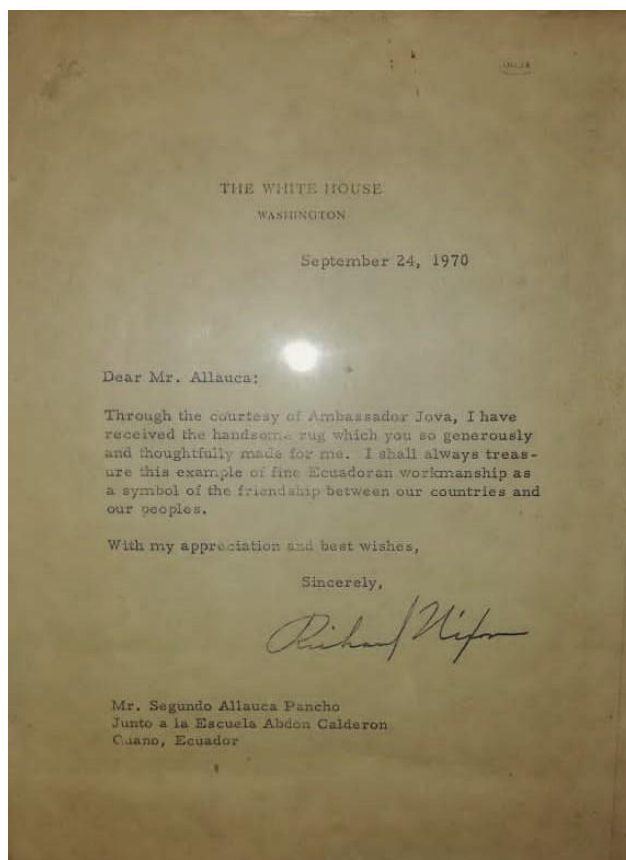 THE WHITE HOUSE
WASHINGTON
September 24, 1970
Dear Mr. Allauca:
Through the courtesy of Ambassador Jova, I have
received the handsome rug which you so generously
and thoughtfully made for me. I shall always treas-
ure this example of fine Ecuadoran workmanship as
a symbol of the friendship between our countries and
our peoples.
With my appreciation and best wishes,
Sincerely,
Richard Nixon
Mr. Segundo Allauca Pancho
Junto a la Escuela Abdon Calderon
Guano, Ecuador